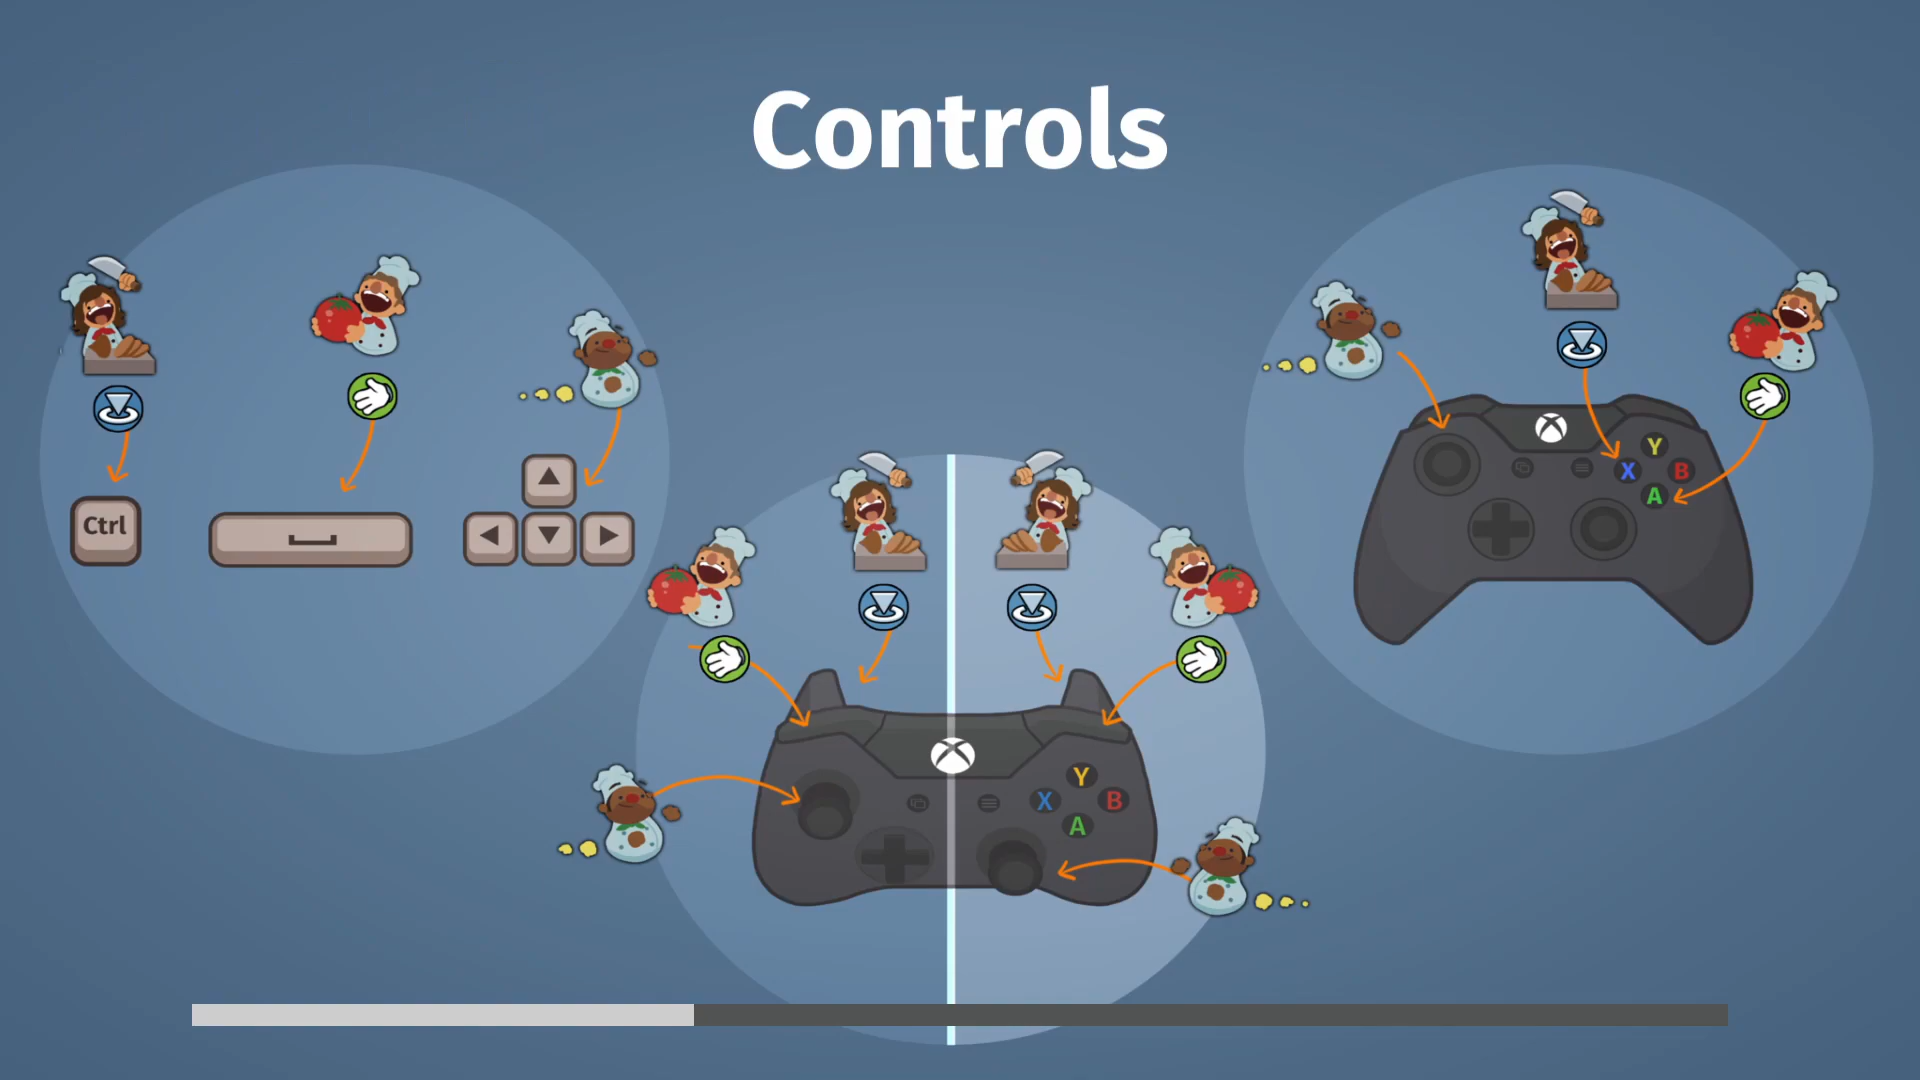 Controls
Ctrl
Y
X B
A
Y
X B
A